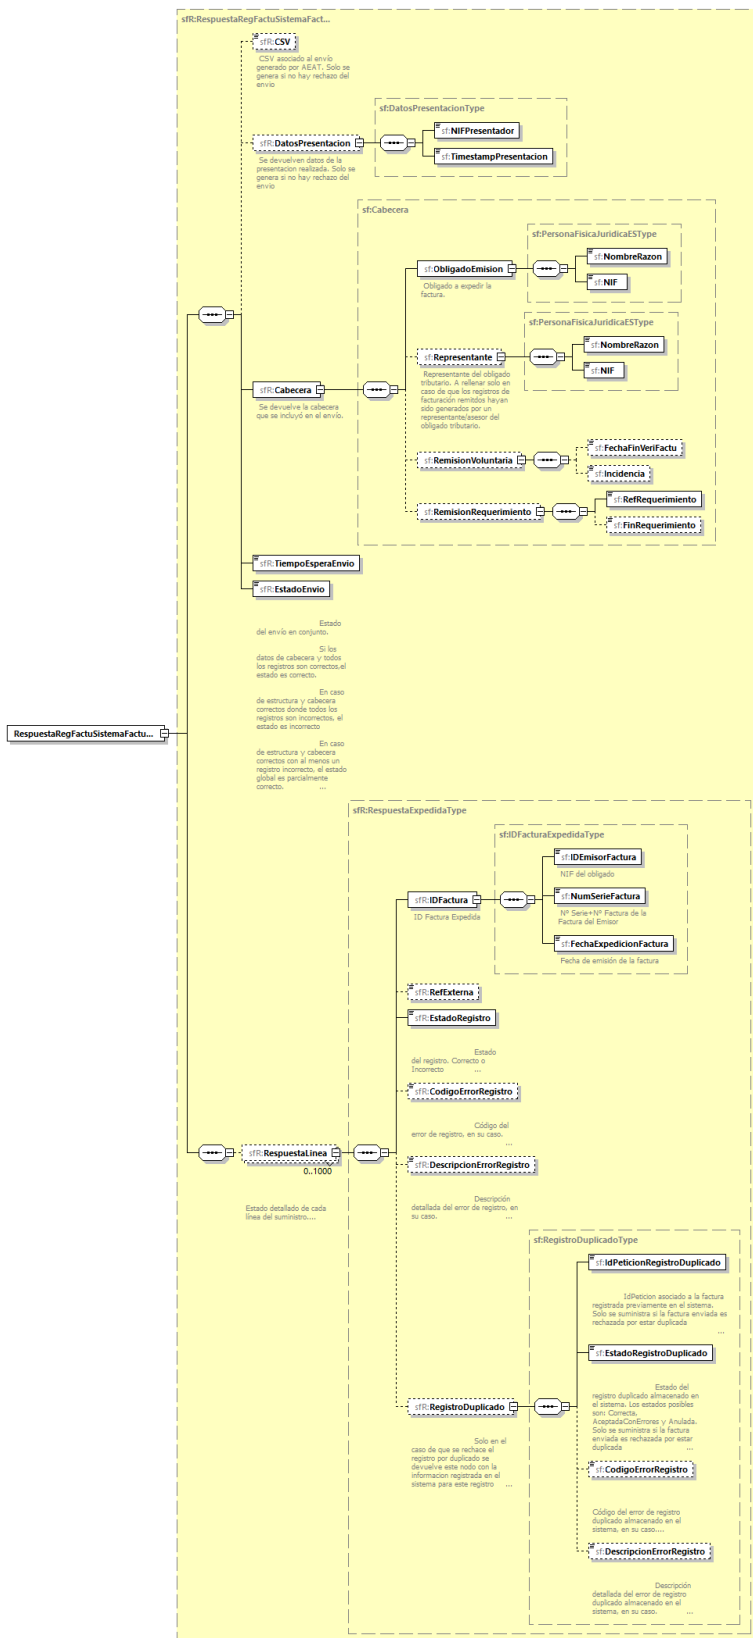 sfR:RespuestaRegFactuSistemaFact...
sfR:CSV
CSV asociado al envío
generado por AEAT. Solo se
genera si no hay rechazo del
envio
sf:DatosPresentacionType
sfR:DatosPresentacion
sf:NIFPresentador
sf:TimestampPresentacion
Se devuelven datos de la
presentacion realizada. Solo se
genera si no hay rechazo del
envio
sf:Cabecera
sf:PersonaFisicaJuridicaESType
sf:ObligadoEmision
sf:NombreRazon
sf:NIF
Obligado a expedir la
factura.
sf:PersonaFisicaJuridicaESType
sf:Representante
sf:NombreRazon
sf:NIF
Representante del obligado
tributario. A rellenar solo en
caso de que los registros de
facturación remitdos hayan
sido generados por un
representante/asesor del
obligado tributario.
sfR:Cabecera
Se devuelve la cabecera
que se incluyó en el envío.
sf:RemisionVoluntaria
sf:FechaFinVeriFactu
sf:Incidencia
sf:RemisionRequerimiento
sf:RefRequerimiento
sf:FinRequerimiento
sfR:TiempoEsperaEnvio
sfR:EstadoEnvio
Estado
del envío en conjunto.
Si los
datos de cabecera y todos
los registros son correctos,el
estado es correcto.
En caso
de estructura y cabecera
correctos donde todos los
registros son incorrectos, el
estado es incorrecto
En caso
de estructura y cabecera
correctos con al menos un
registro incorrecto, el estado
global es parcialmente
correcto. ...
RespuestaRegFactuSistemaFactu...
sfR:RespuestaExpedidaType
sf:IDFacturaExpedidaType
sfR:IDFactura
ID Factura Expedida
sf:IDEmisorFactura
NIF del obligado
sf:NumSerieFactura
Nº Serie+Nº Factura de la
Factura del Emisor
sf:FechaExpedicionFactura
Fecha de emisión de la factura
sfR:RefExterna
sfR:EstadoRegistro
Estado
del registro. Correcto o
Incorrecto ...
sfR:CodigoErrorRegistro
Código del
error de registro, en su caso.
...
sfR:RespuestaLinea
0..1000
Estado detallado de cada
línea del suministro....
sfR:DescripcionErrorRegistro
Descripción
detallada del error de registro, en
su caso. ...
sf:RegistroDuplicadoType
sf:IdPeticionRegistroDuplicado
IdPeticion asociado a la factura
registrada previamente en el sistema.
Solo se suministra si la factura enviada es
rechazada por estar duplicada
...
sf:EstadoRegistroDuplicado
Estado del
registro duplicado almacenado en
el sistema. Los estados posibles
son: Correcta,
AceptadaConErrores y Anulada.
Solo se suministra si la factura
enviada es rechazada por estar
duplicada ...
sfR:RegistroDuplicado
Solo en el
caso de que se rechace el
registro por duplicado se
devuelve este nodo con la
informacion registrada en el
sistema para este registro ...
sf:CodigoErrorRegistro
Código del error de registro
duplicado almacenado en el
sistema, en su caso....
sf:DescripcionErrorRegistro
Descripción
detallada del error de registro
duplicado almacenado en el
sistema, en su caso. ...